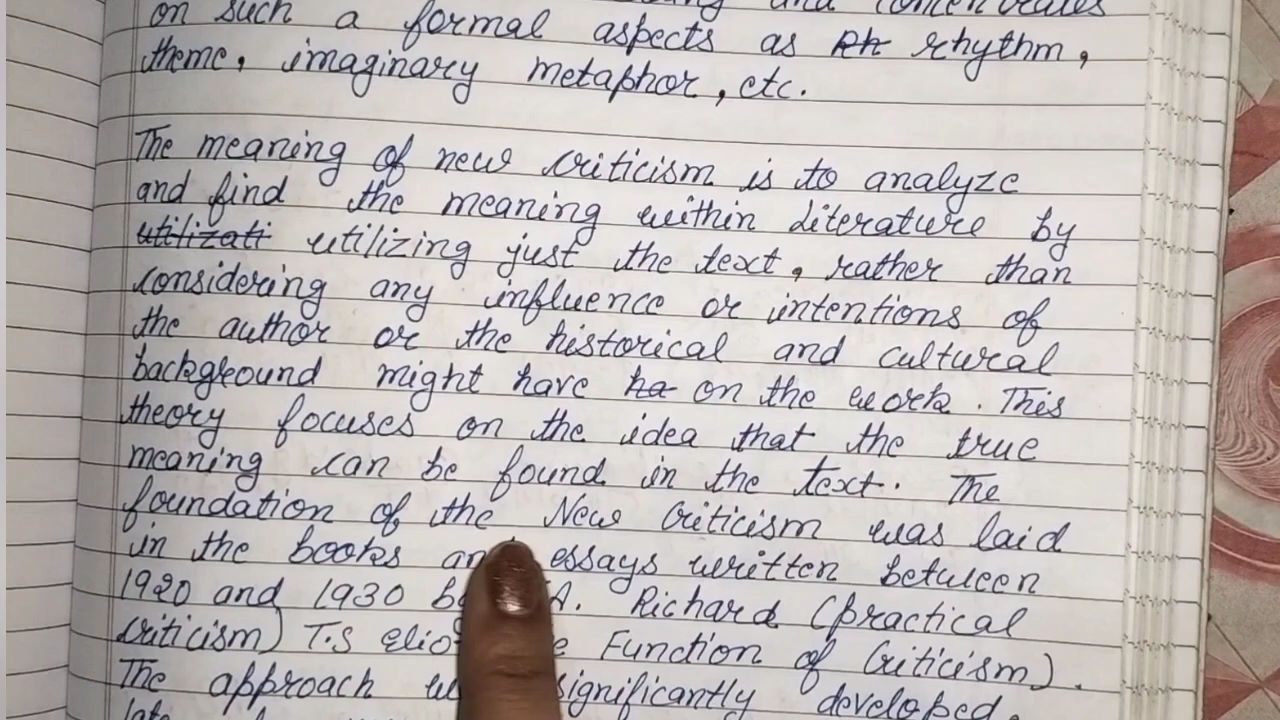 and
on such a formal aspects as rhythm,
theme, imaginary metaphor, etc.
The meaning of new criticism is to analyze
and find the meaning within literature by
utilizati utilizing just the text, rather than
considering any influence or intentions of
the author or the historical and cultural
background might have ha on the work. This
theory focuses on the idea that the true
meaning can be found in the text. The
foundation of the New Criticism was laid
in the books essays written between
1920 and 1930 A. Richard (practical
criticism) T.S Function of Criticism).
The approach significantly developed.